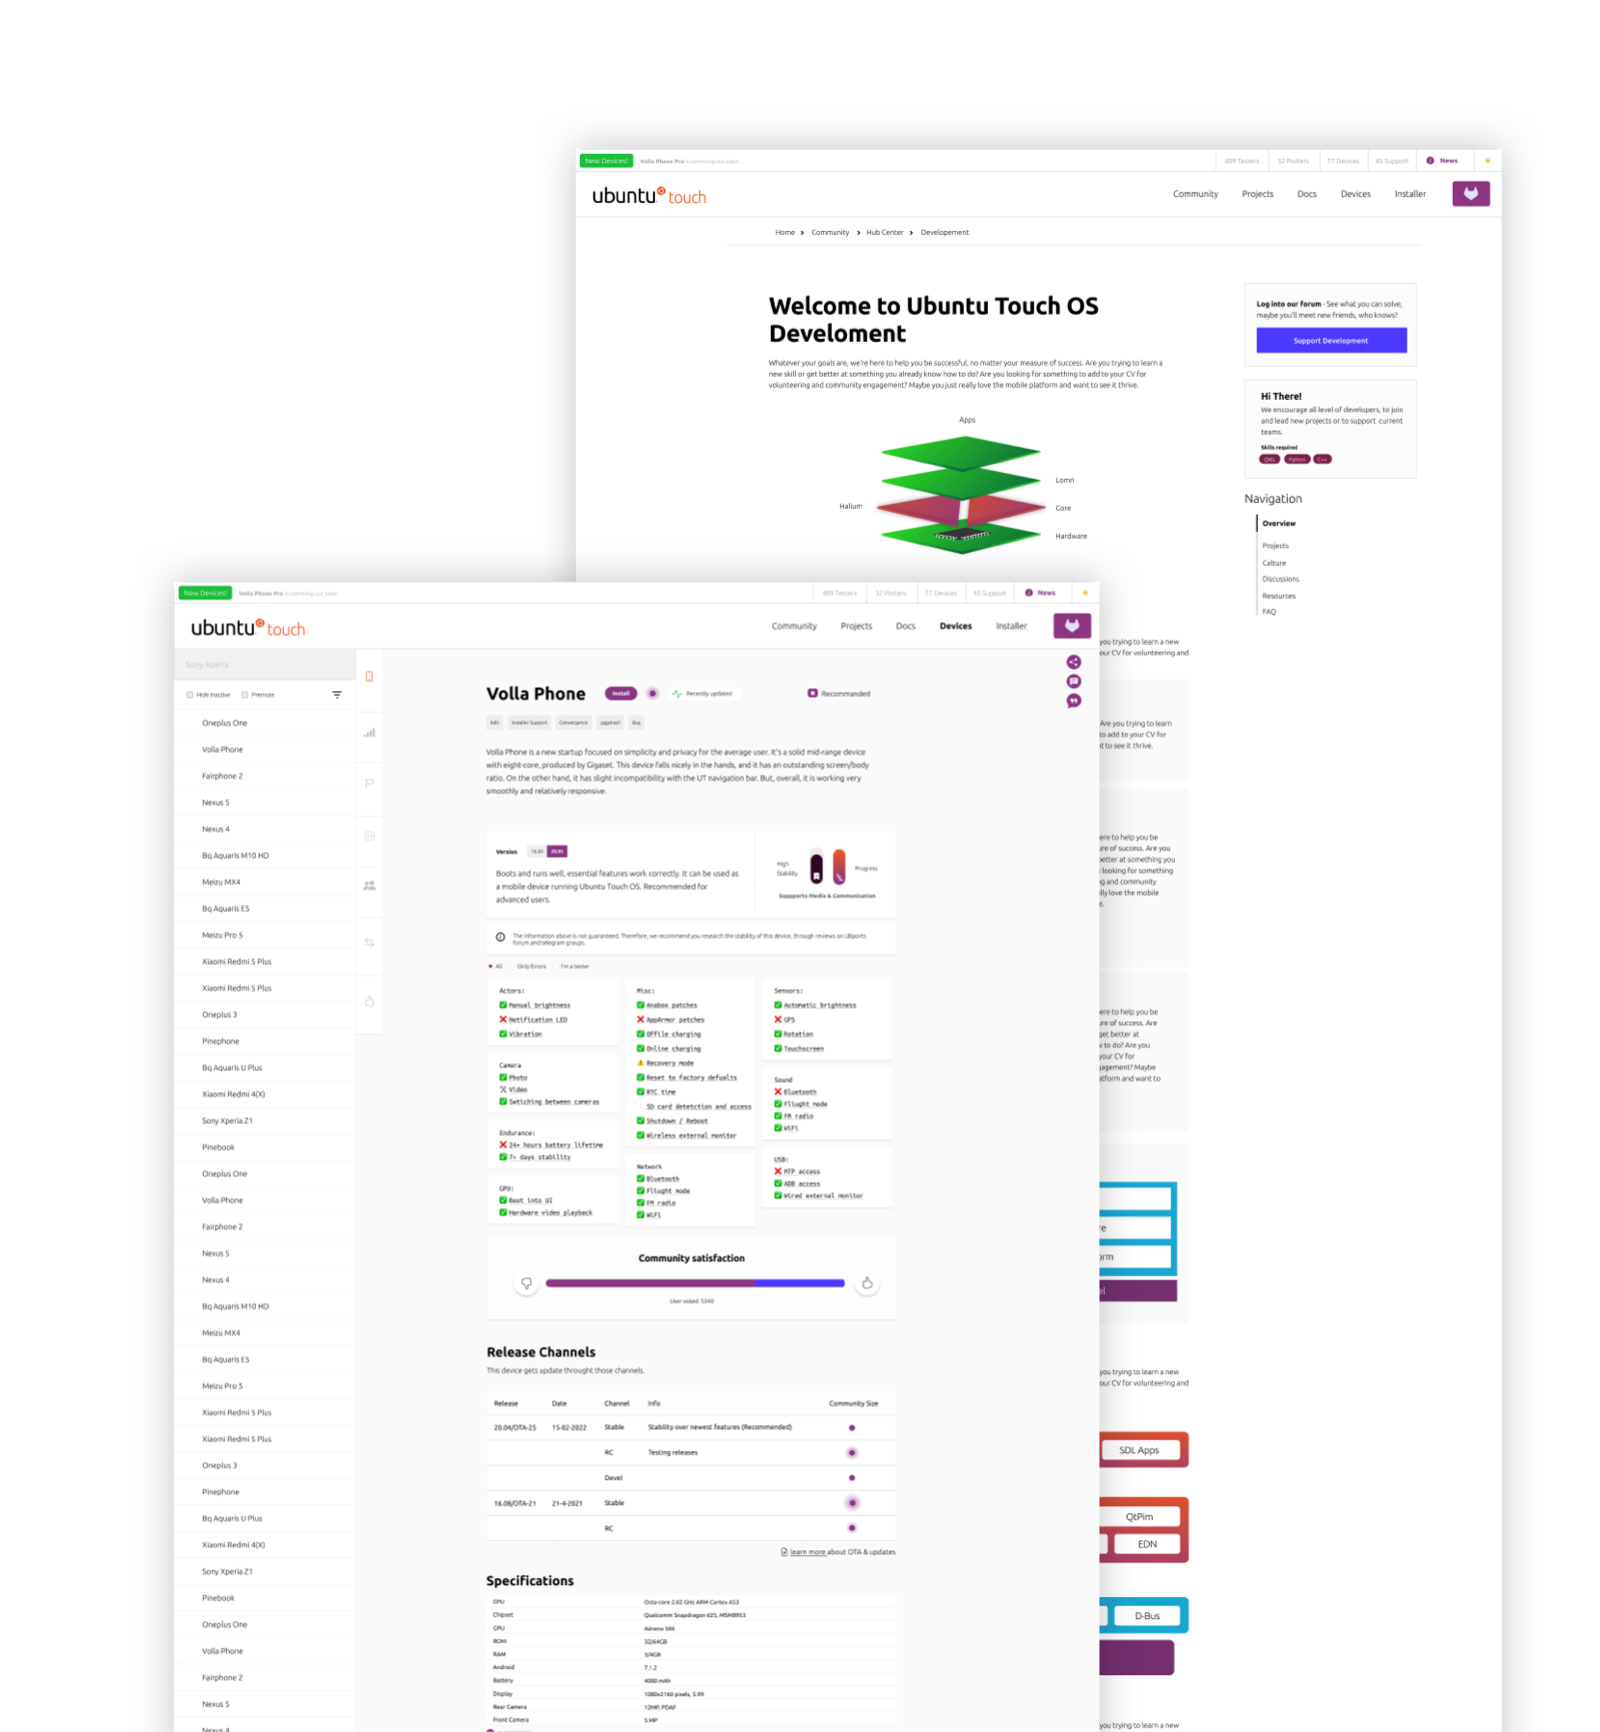 New Devices!
Volla Phone Pro is comming out soon
409 Testers
32 Porters
77 Devices
45 Support
News
ubuntu touch
Community
Projects
Docs
Devices
Installer
Home
Community
Hub Center
Developement
Welcome to Ubuntu Touch OS
Develoment
Whatever your goals are, we're here to help you be successful, no matter your measure of success. Are you trying to learn a
new skill or get better at something you already know how to do? Are you looking for something to add to your CV for
volunteering and community engagement? Maybe you just really love the mobile platform and want to see it thrive.
Apps
Lomri
Halium
Core
Hardware
Log into our forum - See what you can solve,
maybe you'll meet new friends, who knows?
Support Development
Hi There!
We encourage all level of developers, to join
and lead new projects or to support current
teams.
Skills required
QML
Python
C++
Navigation
Overview
Projects
Calture
Discussions
Resources
FAQ
you trying to learn a new
our CV for volunteering and
Are you trying to learn
to add to your CV for
t to see it thrive.
ere to help you be
re of success. Are you
better at something you
looking for something
g and community
lly love the mobile
e.
ere to help you be
re of success. Are
get better at
v to do? Are you
your CV for
agement? Maybe
atform and want to
re
orm
el
you trying to learn a new
our CV for volunteering and
SDL Apps
QtPim
EDN
D-Bus
you trying to learn a new
New Devices!
Volla Phone Pro is comming out soon
409 Testers
32 Porters
77 Devices
45 Support
News
ubuntu touch
Community
Projects
Docs
Devices
Installer
Sony Xperia
Hide Inactive
Premote
Oneplus One
Volla Phone
Fairphone 2
Nexus 5
Nexus 4
Bq Aquaris M10 HD
Meizu MX4
Bq Aquaris E5
Meizu Pro 5
Xiaomi Redmi 5 Plus
Xiaomi Redmi 5 Plus
Oneplus 3
Pinephone
Bq Aquaris U Plus
Xiaomi Redmi 4(X)
Sony Xperia Z1
Pinebook
Oneplus One
Volla Phone
Fairphone 2
Nexus 5
Nexus 4
Bq Aquaris M10 HD
Meizu MX4
Bq Aquaris E5
Meizu Pro 5
Xiaomi Redmi 5 Plus
Xiaomi Redmi 5 Plus
Oneplus 3
Pinephone
Bq Aquaris U Plus
Xiaomi Redmi 4(X)
Sony Xperia Z1
Pinebook
Oneplus One
Volla Phone
Fairphone 2
Nexus 5
Nexus 4
Volla Phone
Install
Recently updated
Recommanded
Edit
Installer Support
Convergence
Buy
Volla Phone is a new startup focused on simplicity and privacy for the average user. It's a solid mid-range device
with eight-core, produced by Gigaset. This device falls nicely in the hands, and it has an outstanding screen/body
ratio. On the other hand, it has slight incompatibility with the UT navigation bar. But, overall, it is working very
smoothly and relatively responsive.
Version
Boots and runs well, essential features work correctly. It can be used as
a mobile device running Ubuntu Touch OS. Recommended for
advanced users.
High
Stability
Progress
Suppports Media & Communication
The information above is not guaranteed. Therefore, we recommend you research the stability of this device, through reviews on UBports
forum and telegram groups.
All
Only Errors
I'm a tester
Actors:
Manual brightness
Notification LED
Vibration
Camera
Photo
Video
Swtiching between cameras
Endurance:
24+ hours battery lifetime
7+ days stability
GPU:
Boot into UI
Hardware video playback
Misc:
Anabox patches
AppArmor patches
Offile charging
Online charging
Recovery mode
Reset to factory defualts
RTC time
SD card detetction and access
Shutdown / Reboot
Wireless external monitor
Network
Bluetooth
Fliught mode
FM radio
WiFi
Sensors:
Automatic brightness
GPS
Rotation
Touchscreen
Sound
Bluetooth
Fliught mode
FM radio
WiFi
USB:
MTP access
ADB access
Wired external monitor
Community satisfaction
User voted: 5340
Release Channels
This device gets update throught those channels.
Release Date Channel Info Community Size
20.04/OTA-25 15-02-2022 Stable Stability over newest features (Recommended)
RC Testing releases
Devel
16.08/OTA-21 21-4-2021 Stable
RC
learn more about OTA & updates
Specifications
CPU Octa-core 2.02 GHz ARM Cortex A53
Chipset Qualcomm Snapdragon 625, MSM8953
GPU Adreno 506
ROM 32/64GB
RAM 3/4GB
Android 7.1.2
Battery 4000 mAh
Display 1080x2160 pixels, 5.99
Rear Camera 12MP, PDAF
Front Camera 5 MP